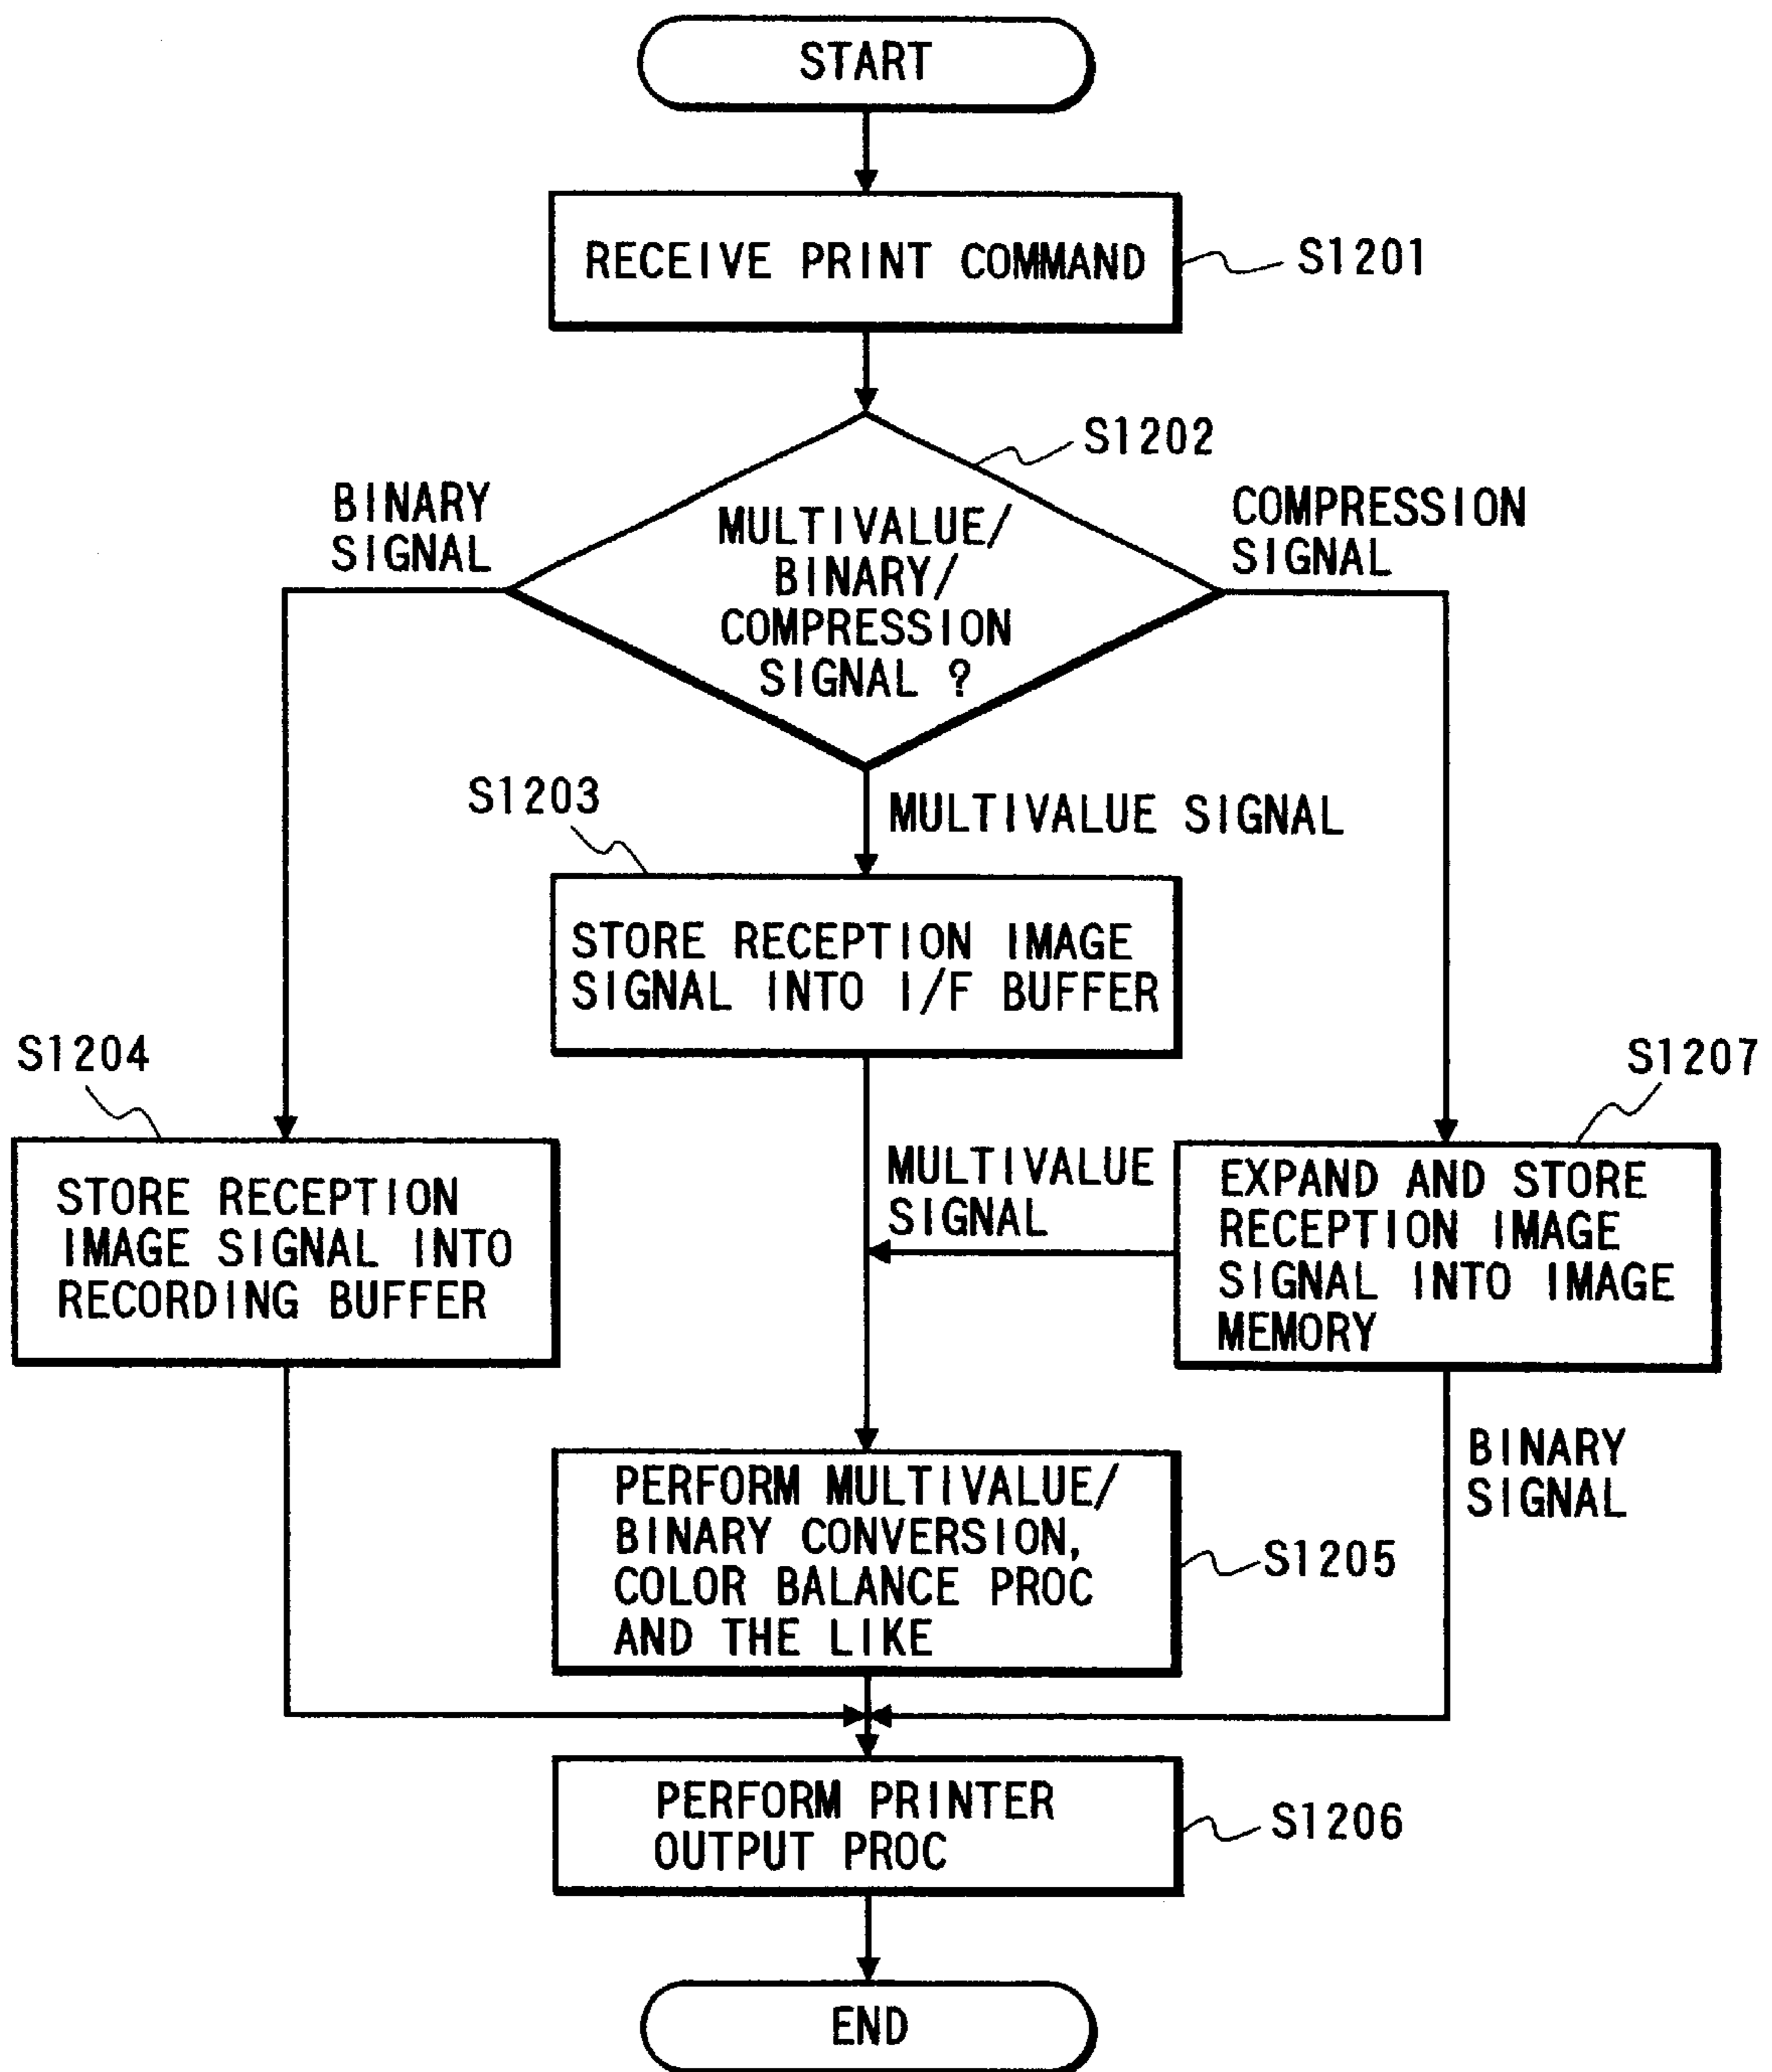 START
RECEIVE PRINT COMMAND
S1201
S1202
BINARY
SIGNAL
MULTIVALUE/
BINARY/
COMPRESSION
SIGNAL ?
COMPRESSION
SIGNAL
S1203
MULTIVALUE SIGNAL
STORE RECEPTION IMAGE
SIGNAL INTO I/F BUFFER
S1204
STORE RECEPTION
IMAGE SIGNAL INTO
RECORDING BUFFER
MULTIVALUE
SIGNAL
S1207
EXPAND AND STORE
RECEPTION IMAGE
SIGNAL INTO IMAGE
MEMORY
BINARY
SIGNAL
PERFORM MULTIVALUE/
BINARY CONVERSION,
COLOR BALANCE PROC
AND THE LIKE
S1205
PERFORM PRINTER
OUTPUT PROC
S1206
END